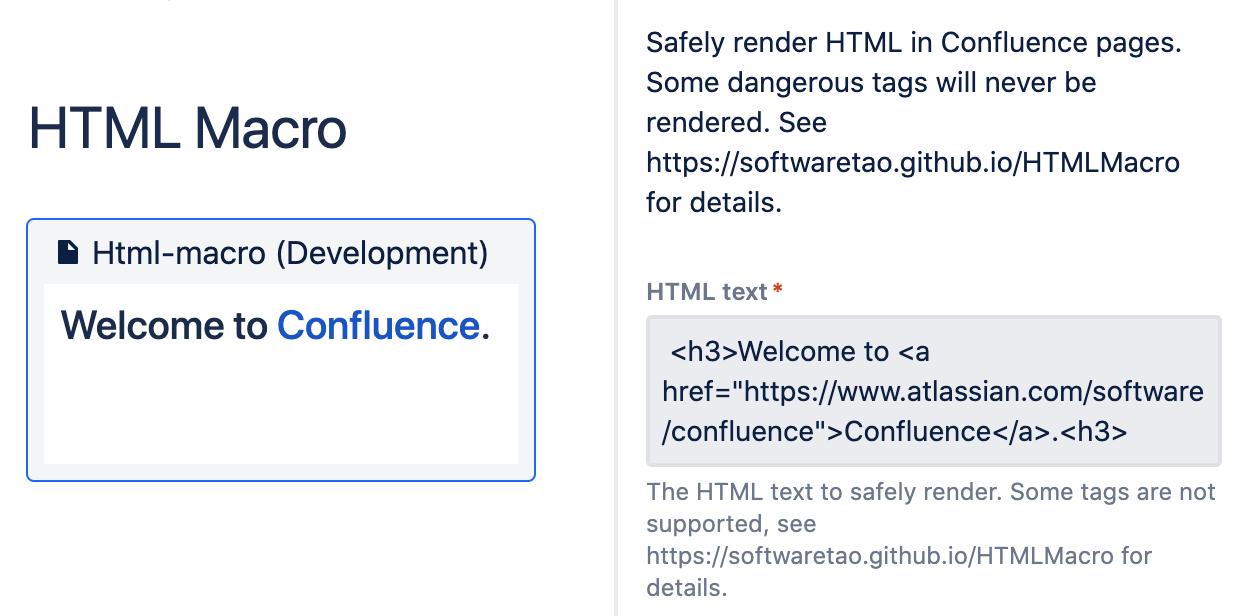 HTML Macro
Html-macro (Development)
Welcome to Confluence.
Safely render HTML in Confluence pages.
Some dangerous tags will never be
rendered. See
https://softwaretao.github.io/HTMLMacro
for details.
HTML text*
<h3>Welcome to <a
href="https://www.atlassian.com/software
/confluence">Confluence</a>.<h3>
The HTML text to safely render. Some tags are not
supported, see
https://softwaretao.github.io/HTMLMacro for
details.